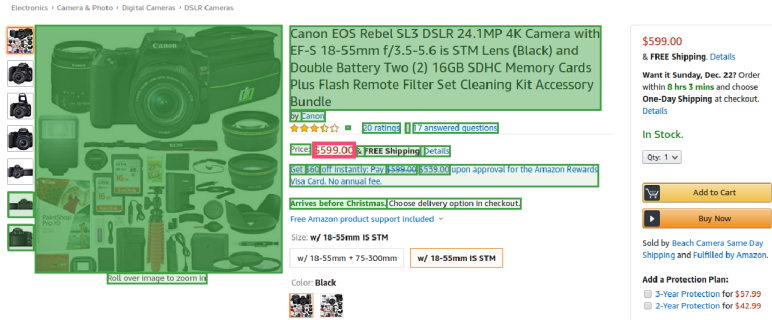 Electronics › Camera & Photo › Digital Cameras › DSLR Cameras
Canon EOS Rebel SL3 DSLR 24.1MP 4K Camera with
EF-S 18-55mm f/3.5-5.6 is STM Lens (Black) and
Double Battery Two (2) 16GB SDHC Memory Cards
Plus Flash Remote Filter Set Cleaning Kit Accessory
Bundle
by Canon
20 ratings | 17 answered questions
Price: $599.00 & FREE Shipping. Details
Get $60 off instantly: Pay $599.00 $539.00 upon approval for the Amazon Rewards
Visa Card. No annual fee.
Arrives before Christmas. Choose delivery option in checkout.
Free Amazon product support included
Size: w/ 18-55mm IS STM
w/ 18-55mm + 75-300mm
w/ 18-55mm IS STM
Color: Black
Canon
Roll over image to zoom in
$599.00
& FREE Shipping. Details
Want it Sunday, Dec. 22? Order
within 8 hrs 3 mins and choose
One-Day Shipping at checkout.
Details
In Stock.
Qty: 1
Add to Cart
Buy Now
Sold by Beach Camera Same Day
Shipping and Fulfilled by Amazon.
Add a Protection Plan:
3-Year Protection for $57.99
2-Year Protection for $42.99